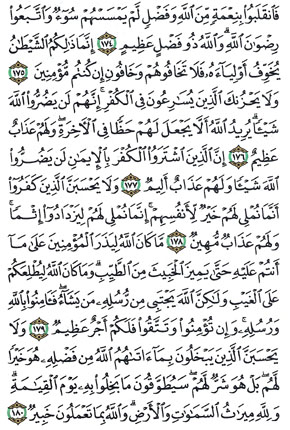 فَٱنقَلَبُوا۟ بِنِعْمَةٍ مِّنَ ٱللَّهِ وَفَضْلٍ لَّمْ يَمْسَسْهُمْ سُوٓءٌ وَٱتَّبَعُوا۟
رِضْوَٰنَ ٱللَّهِ ۗ وَٱللَّهُ ذُو فَضْلٍ عَظِيمٍ ١٧٤ إِنَّمَا ذَٰلِكُمُ ٱلشَّيْطَٰنُ
يُخَوِّفُ أَوْلِيَآءَهُۥ فَلَا تَخَافُوهُمْ وَخَافُونِ إِن كُنتُم مُّؤْمِنِينَ ١٧٥
وَلَا يَحْزُنكَ ٱلَّذِينَ يُسَٰرِعُونَ فِى ٱلْكُفْرِ ۚ إِنَّهُمْ لَن يَضُرُّوا۟ ٱللَّهَ
شَيْـًٔا ۗ يُرِيدُ ٱللَّهُ أَلَّا يَجْعَلَ لَهُمْ حَظًّا فِى ٱلْـَٔاخِرَةِ ۖ وَلَهُمْ عَذَابٌ
عَظِيمٌ ١٧٦ إِنَّ ٱلَّذِينَ ٱشْتَرَوُا۟ ٱلْكُفْرَ بِٱلْإِيمَٰنِ لَن يَضُرُّوا۟
ٱللَّهَ شَيْـًٔا وَلَهُمْ عَذَابٌ أَلِيمٌ ١٧٧ وَلَا يَحْسَبَنَّ ٱلَّذِينَ كَفَرُوٓا۟
أَنَّمَا نُمْلِى لَهُمْ خَيْرٌ لِّأَنفُسِهِمْ ۚ إِنَّمَا نُمْلِى لَهُمْ لِيَزْدَادُوٓا۟ إِثْمًا ۚ
وَلَهُمْ عَذَابٌ مُّهِينٌ ١٧٨ مَّا كَانَ ٱللَّهُ لِيَذَرَ ٱلْمُؤْمِنِينَ عَلَىٰ مَآ
أَنتُمْ عَلَيْهِ حَتَّىٰ يَمِيزَ ٱلْخَبِيثَ مِنَ ٱلطَّيِّبِ ۗ وَمَا كَانَ ٱللَّهُ لِيُطْلِعَكُمْ
عَلَى ٱلْغَيْبِ وَلَٰكِنَّ ٱللَّهَ يَجْتَبِى مِن رُّسُلِهِۦ مَن يَشَآءُ ۖ فَـَٔامِنُوا۟ بِٱللَّهِ
وَرُسُلِهِۦ ۚ وَإِن تُؤْمِنُوا۟ وَتَتَّقُوا۟ فَلَكُمْ أَجْرٌ عَظِيمٌ ١٧٩ وَلَا
يَحْسَبَنَّ ٱلَّذِينَ يَبْخَلُونَ بِمَآ ءَاتَىٰهُمُ ٱللَّهُ مِن فَضْلِهِۦ هُوَ خَيْرًا
لَّهُم ۖ بَلْ هُوَ شَرٌّ لَّهُمْ ۖ سَيُطَوَّقُونَ مَا بَخِلُوا۟ بِهِۦ يَوْمَ ٱلْقِيَٰمَةِ ۗ
وَلِلَّهِ مِيرَٰثُ ٱلسَّمَٰوَٰتِ وَٱلْأَرْضِ ۗ وَٱللَّهُ بِمَا تَعْمَلُونَ خَبِيرٌ ١٨٠